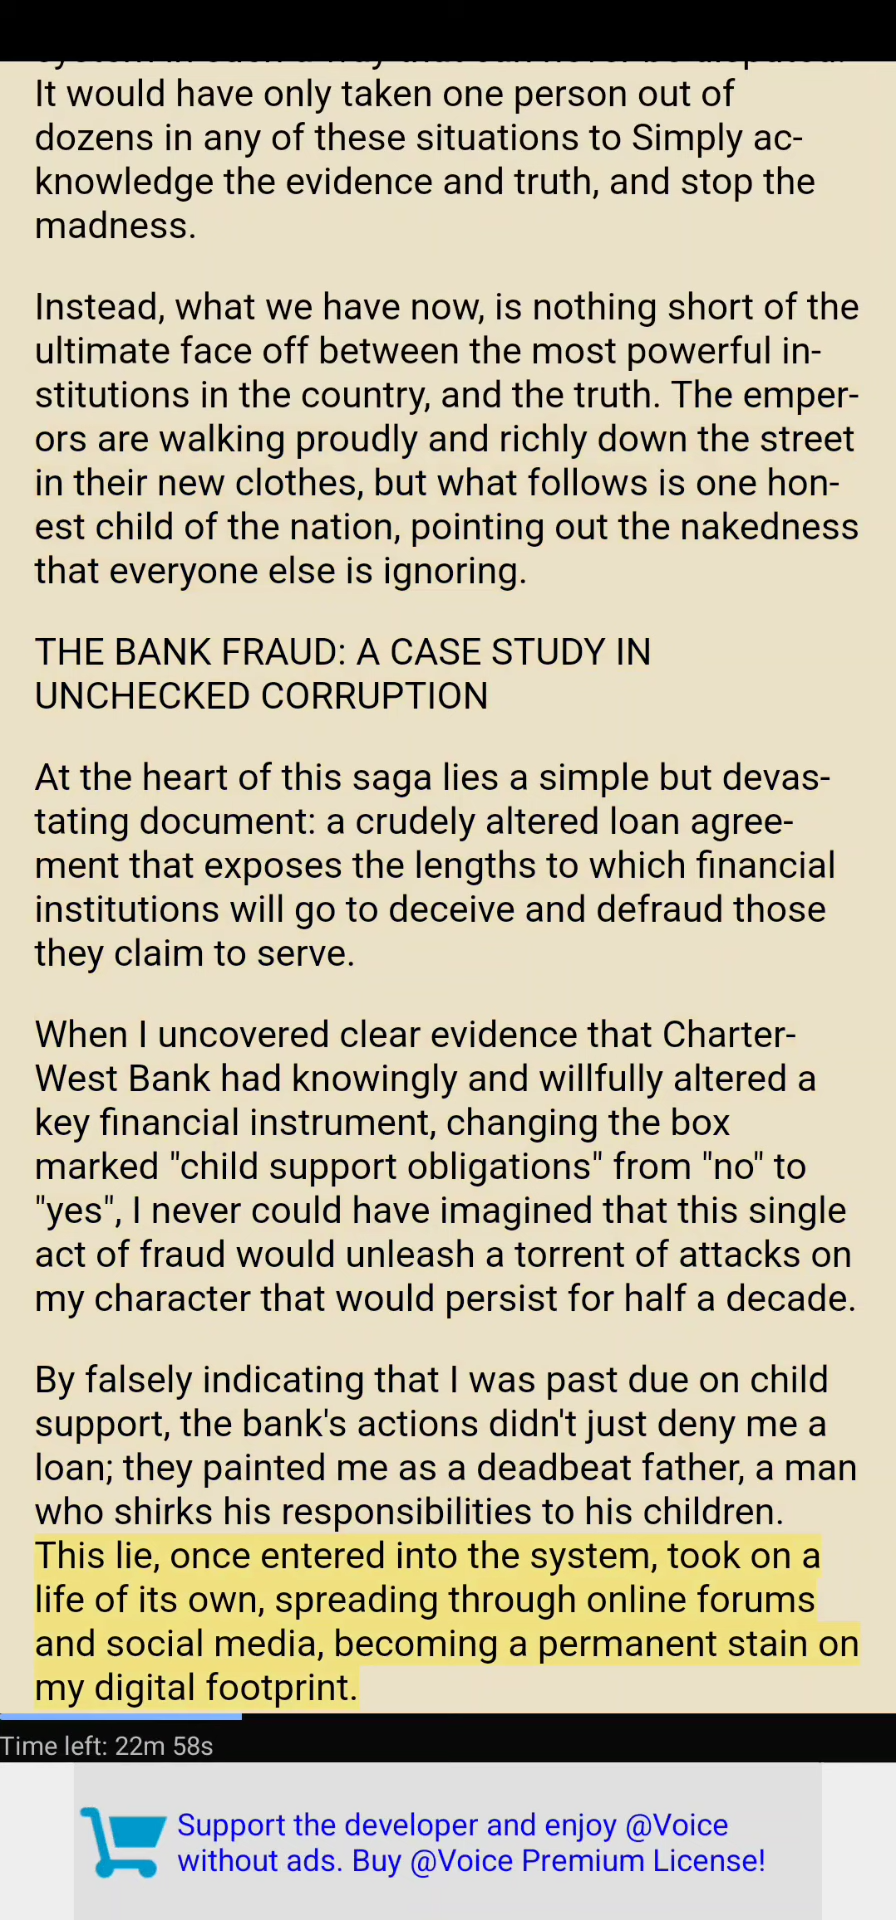 system in such a way that can never be disputed.
It would have only taken one person out of
dozens in any of these situations to Simply ac-
knowledge the evidence and truth, and stop the
madness.
Instead, what we have now, is nothing short of the
ultimate face off between the most powerful in-
stitutions in the country, and the truth. The emper-
ors are walking proudly and richly down the street
in their new clothes, but what follows is one hon-
est child of the nation, pointing out the nakedness
that everyone else is ignoring.
THE BANK FRAUD: A CASE STUDY IN
UNCHECKED CORRUPTION
At the heart of this saga lies a simple but devas-
tating document: a crudely altered loan agree-
ment that exposes the lengths to which financial
institutions will go to deceive and defraud those
they claim to serve.
When I uncovered clear evidence that Charter-
West Bank had knowingly and willfully altered a
key financial instrument, changing the box
marked "child support obligations" from "no" to
"yes", I never could have imagined that this single
act of fraud would unleash a torrent of attacks on
my character that would persist for half a decade.
By falsely indicating that I was past due on child
support, the bank's actions didn't just deny me a
loan; they painted me as a deadbeat father, a man
who shirks his responsibilities to his children.
This lie, once entered into the system, took on a
life of its own, spreading through online forums
and social media, becoming a permanent stain on
my digital footprint.
Time left: 22m 58s
Support the developer and enjoy @Voice
without ads. Buy @Voice Premium License!